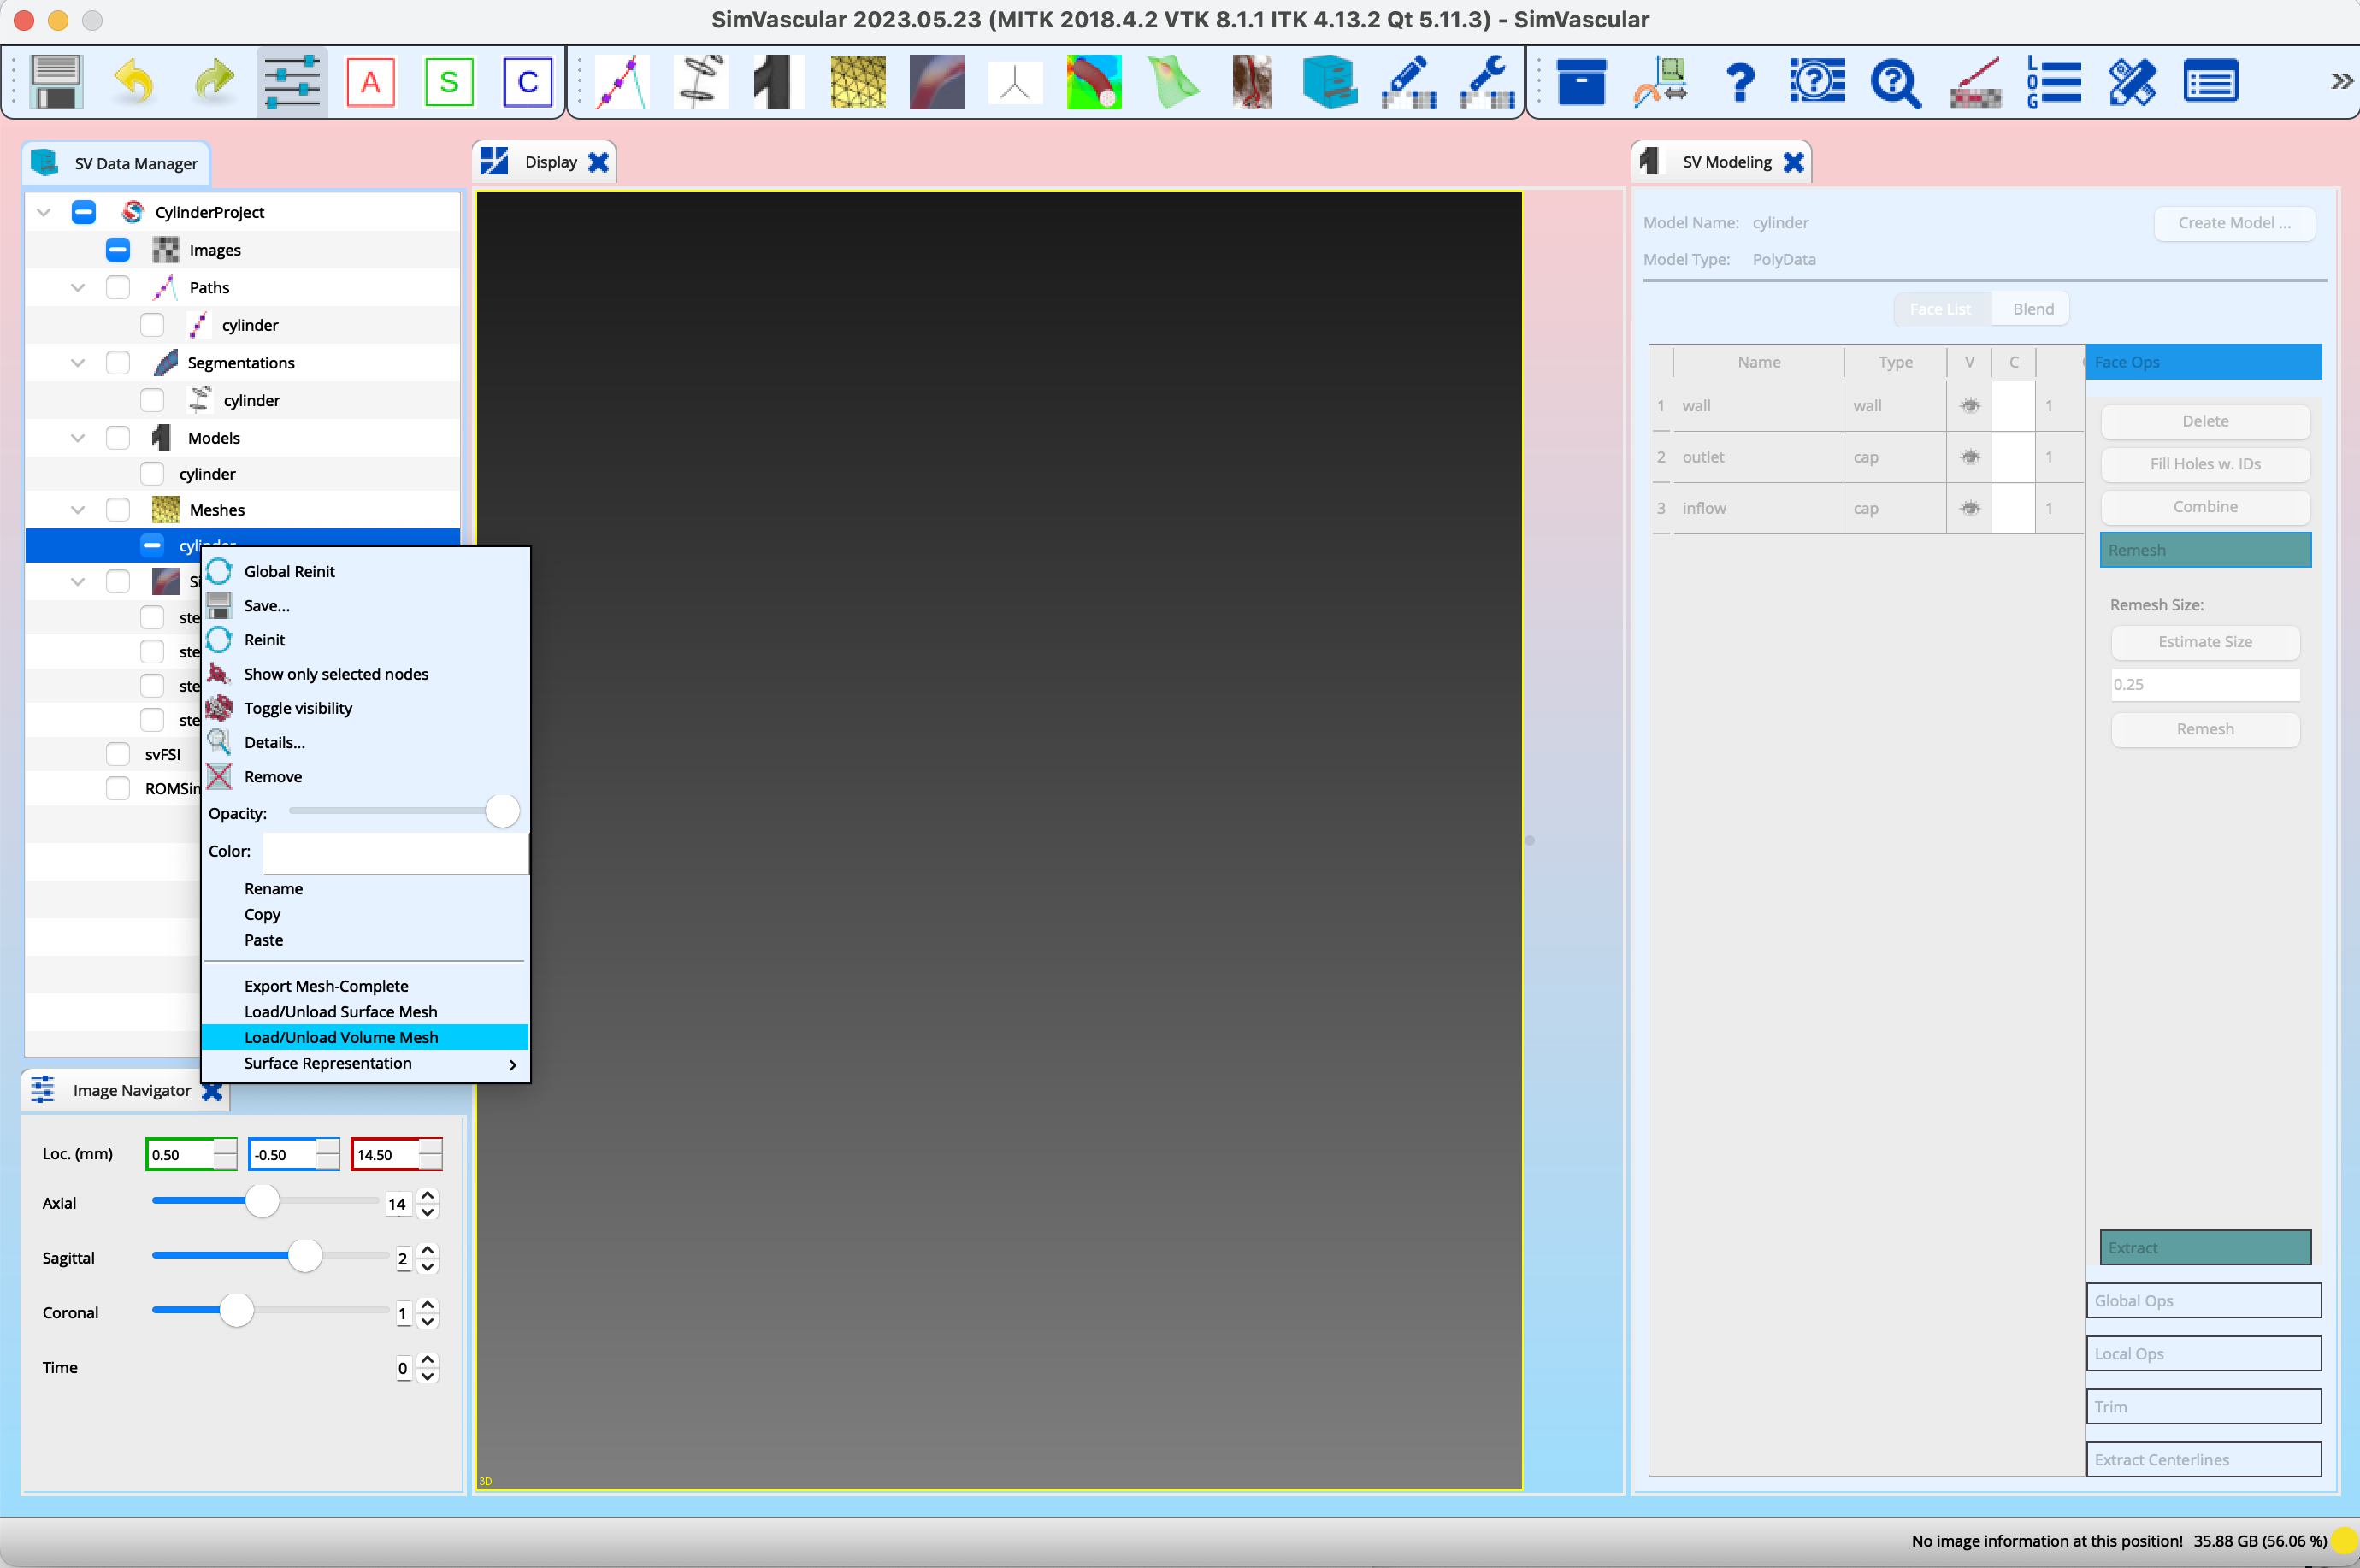 SimVascular 2023.05.23 (MITK 2018.4.2 VTK 8.1.1 ITK 4.13.2 Qt 5.11.3) - SimVascular
A
S
C
LOG
SV Data Manager
CylinderProject
Images
Paths
cylinder
Segmentations
cylinder
Models
cylinder
Meshes
cylinder
ste
ste
ste
ste
svFSI
ROMSim
Global Reinit
Save...
Reinit
Show only selected nodes
Toggle visibility
Details...
Remove
Opacity:
Color:
Rename
Copy
Paste
Export Mesh-Complete
Load/Unload Surface Mesh
Load/Unload Volume Mesh
Surface Representation
Image Navigator
Loc. (mm) 0.50 -0.50 14.50
Axial 14
Sagittal 2
Coronal 1
Time 0
Display
3D
SV Modeling
Model Name: cylinder
Create Model ...
Model Type: PolyData
Face List Blend
Name Type V C
1 wall wall 1
2 outlet cap 1
3 inflow cap 1
Face Ops
Delete
Fill Holes w. IDs
Combine
Remesh
Remesh Size:
Estimate Size
0.25
Remesh
Extract
Global Ops
Local Ops
Trim
Extract Centerlines
No image information at this position! 35.88 GB (56.06 %)